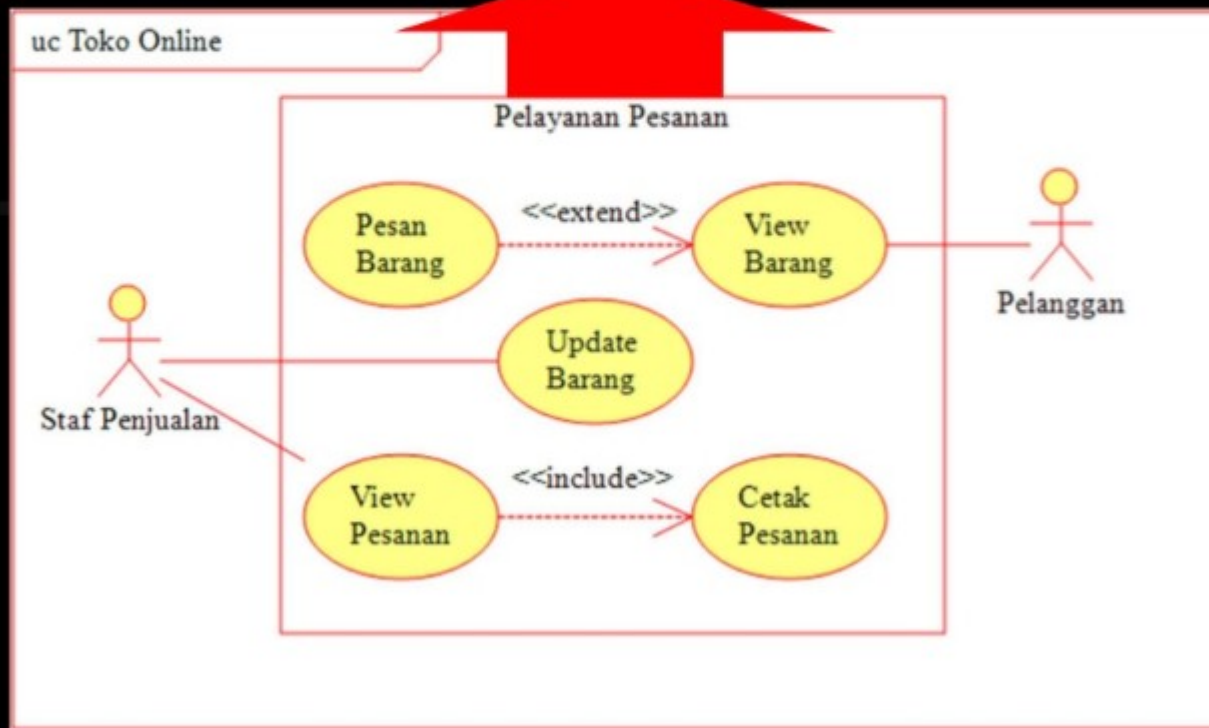 uc Toko Online
Pelayanan Pesanan
Pesan
Barang
<<extend>>
View
Barang
Pelanggan
Update
Barang
Staf Penjualan
View
Pesanan
<<include>>
Cetak
Pesanan